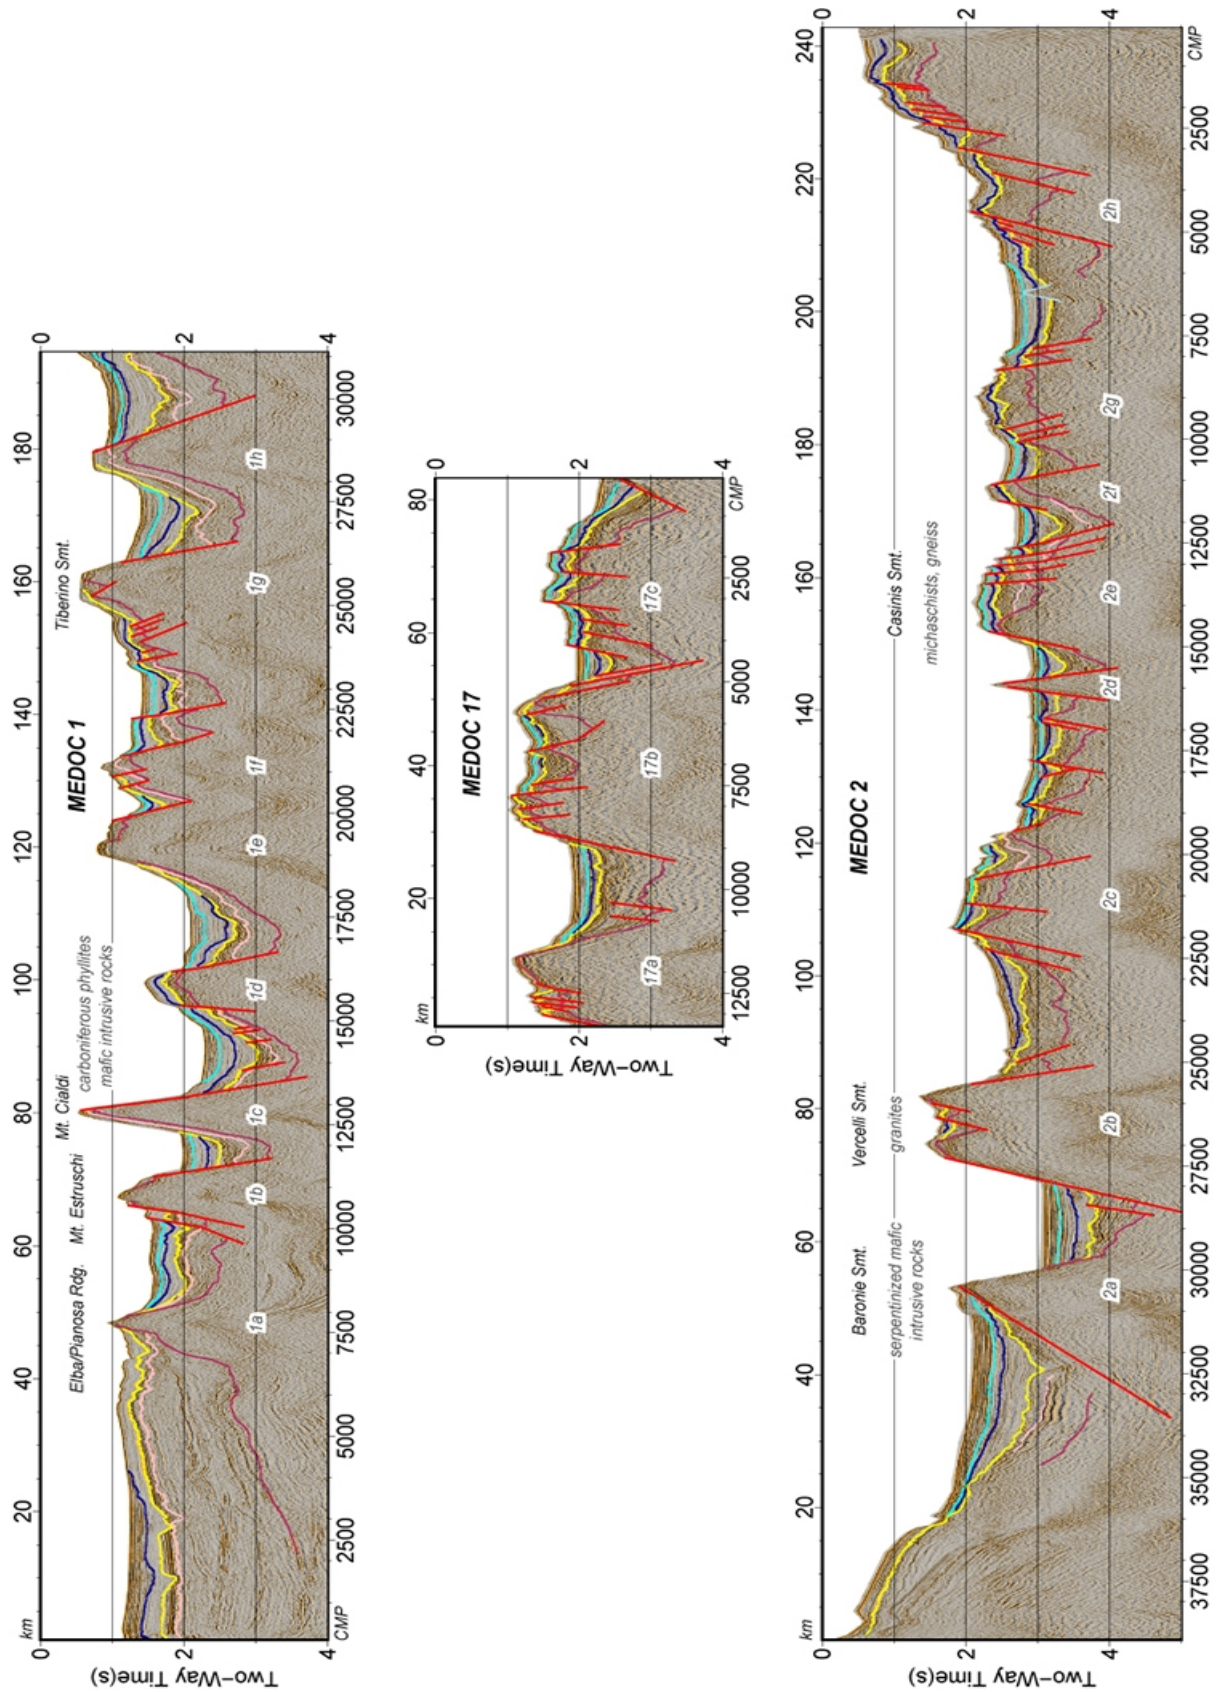 km 20 40 60 80 100 120 140 160 180
0 0
Elba/Pianosa Rdg. Mt. Estruschi Mt. Cialdi Tiberino Smt.
MEDOC 1
carboniferous phyllites
mafic intrusive rocks
Two-Way Time(s)
2 2
1a 1b 1c 1d 1e 1f 1g 1h
4 4
CMP 2500 5000 7500 10000 12500 15000 17500 20000 22500 25000 27500 30000
km 20 40 60 80
0 0
MEDOC 17
Two-Way Time(s)
2 2
17a 17b 17c
4 4
12500 10000 7500 5000 2500 CMP
km 20 40 60 80 100 120 140 160 180 200 220 240
0 0
MEDOC 2
Baronie Smt. Vercelli Smt. Casinis Smt.
serpentinized mafic
intrusive rocks
granites
michaschists, gneiss
Two-Way Time(s)
2 2
2a 2b 2c 2d 2e 2f 2g 2h
4 4
37500 35000 32500 30000 27500 25000 22500 20000 17500 15000 12500 10000 7500 5000 2500 CMP